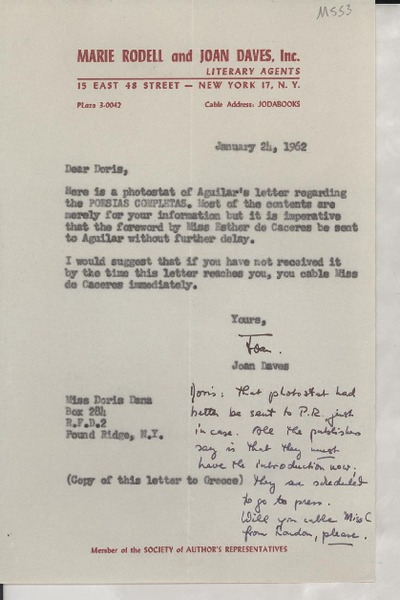 MSS3
MARIE RODELL and JOAN DAVES, Inc.
LITERARY AGENTS
15 EAST 48 STREET — NEW YORK 17, N. Y.
PLaza 3-0042 Cable Address: JODABOOKS
January 24, 1962
Dear Doris,
Here is a photostat of Aguilar's letter regarding
the POESIAS COMPLETAS. Most of the contents are
merely for your information but it is imperative
that the foreword by Miss Esther de Caceres be sent
to Aguilar without further delay.
I would suggest that if you have not received it
by the time this letter reaches you, you cable Miss
de Caceres immediately.
Yours,
Joan.
Joan Daves
Miss Doris Dana
Box 284
R.F.D.2
Pound Ridge, N.Y.
(Copy of this letter to Greece)
Doris: That photostat had
better be sent to P.R. just
in case. All the publishers
say is that they must
have the introduction now;
they are scheduled
to go to press.
Will you cable Miss C
from London, please.
Member of the SOCIETY of AUTHOR'S REPRESENTATIVES